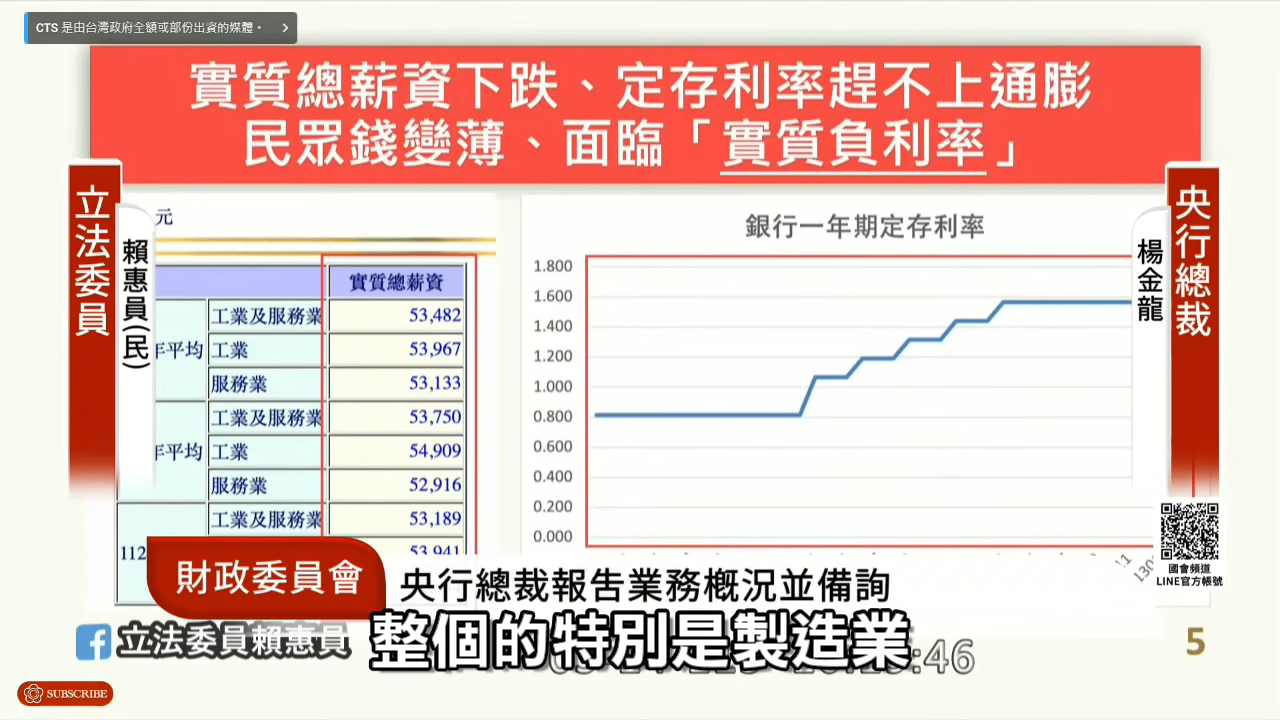 CTS 是由台灣政府全額或部份出資的媒體。
實質總薪資下跌、定存利率趕不上通膨
民眾錢變薄、面臨「實質負利率」
立法委員
賴惠員(民)
央行總裁
楊金龍
元
實質總薪資
年平均
工業及服務業 53,482
工業 53,967
服務業 53,133
年平均
工業及服務業 53,750
工業 54,909
服務業 52,916
112
工業及服務業 53,189
53,941
銀行一年期定存利率
1.800
1.600
1.400
1.200
1.000
0.800
0.600
0.400
0.200
0.000
國會頻道
LINE官方帳號
財政委員會
央行總裁報告業務概況並備詢
立法委員賴惠員
整個的特別是製造業
:46
5
SUBSCRIBE